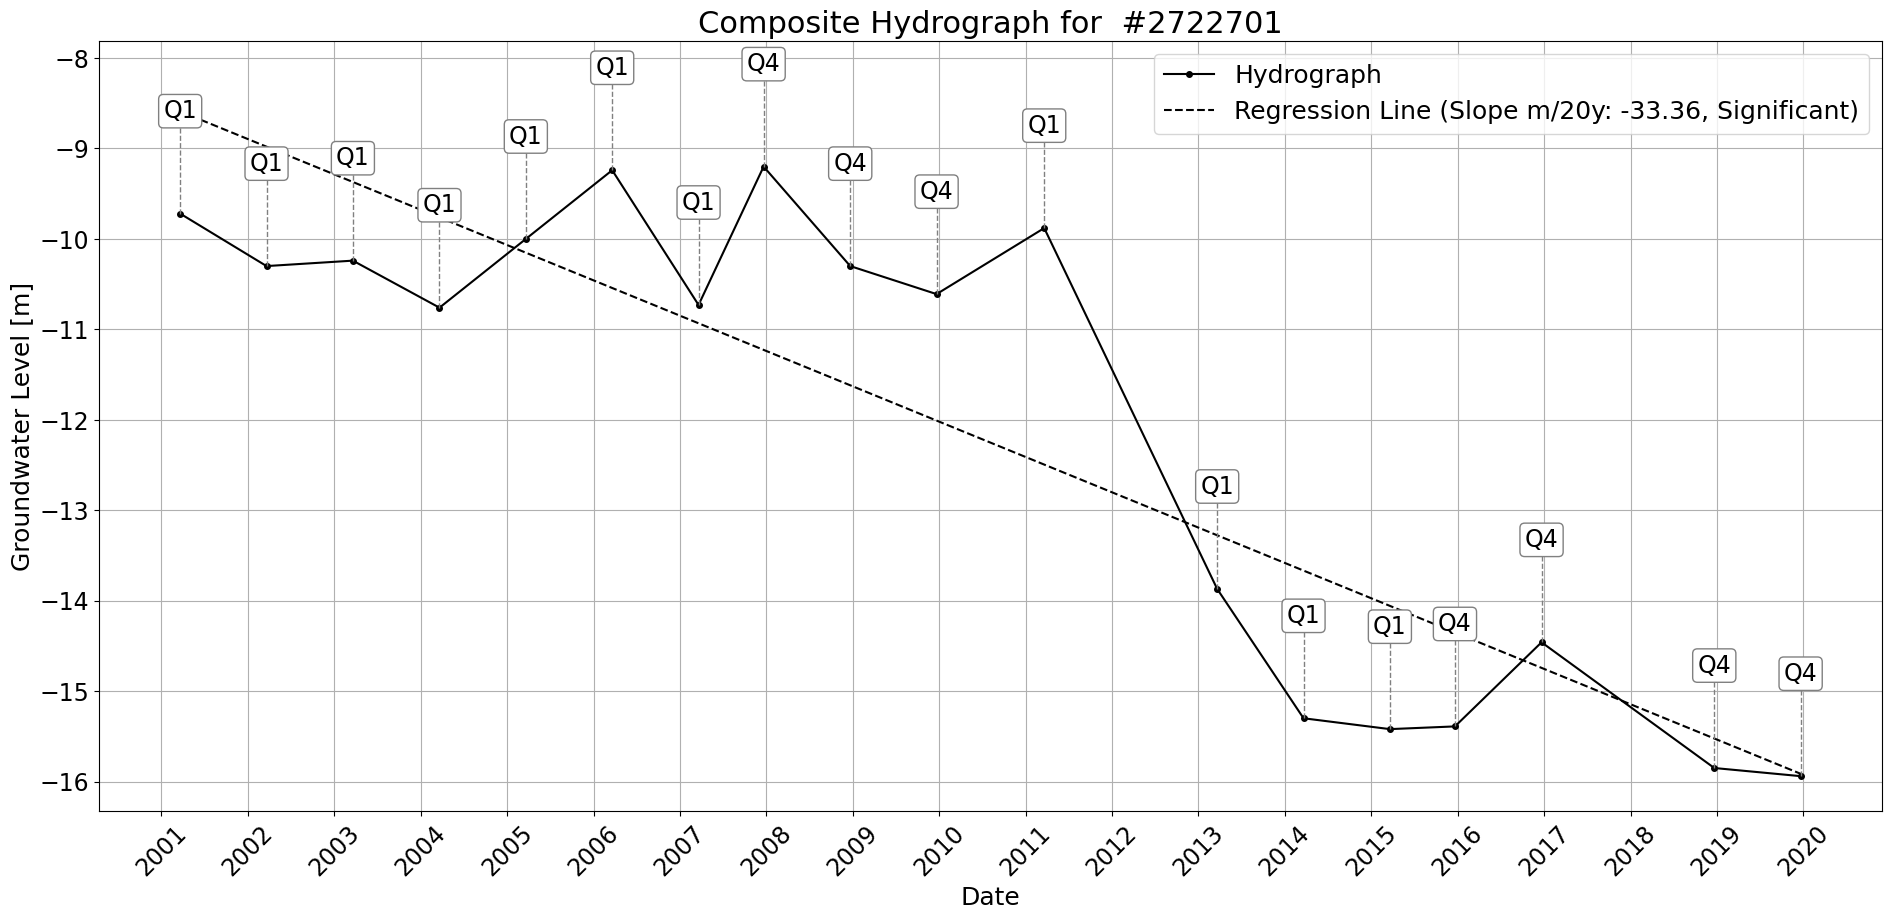 Composite Hydrograph for  #2722701
Hydrograph
Regression Line (Slope m/20y: -33.36, Significant)
Groundwater Level [m]
−8
−9
−10
−11
−12
−13
−14
−15
−16
Q1
Q1
Q1
Q1
Q1
Q1
Q1
Q4
Q4
Q4
Q1
Q1
Q1
Q1
Q4
Q4
Q4
Q4
2001
2002
2003
2004
2005
2006
2007
2008
2009
2010
2011
2012
2013
2014
2015
2016
2017
2018
2019
2020
Date